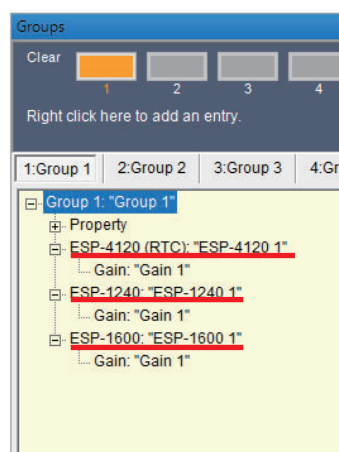 Groups
Clear
1 2 3 4
Right click here to add an entry.
1:Group 1 2:Group 2 3:Group 3 4:Gr
Group 1: "Group 1"
Property
ESP-4120 (RTC): "ESP-4120 1"
Gain: "Gain 1"
ESP-1240: "ESP-1240 1"
Gain: "Gain 1"
ESP-1600: "ESP-1600 1"
Gain: "Gain 1"